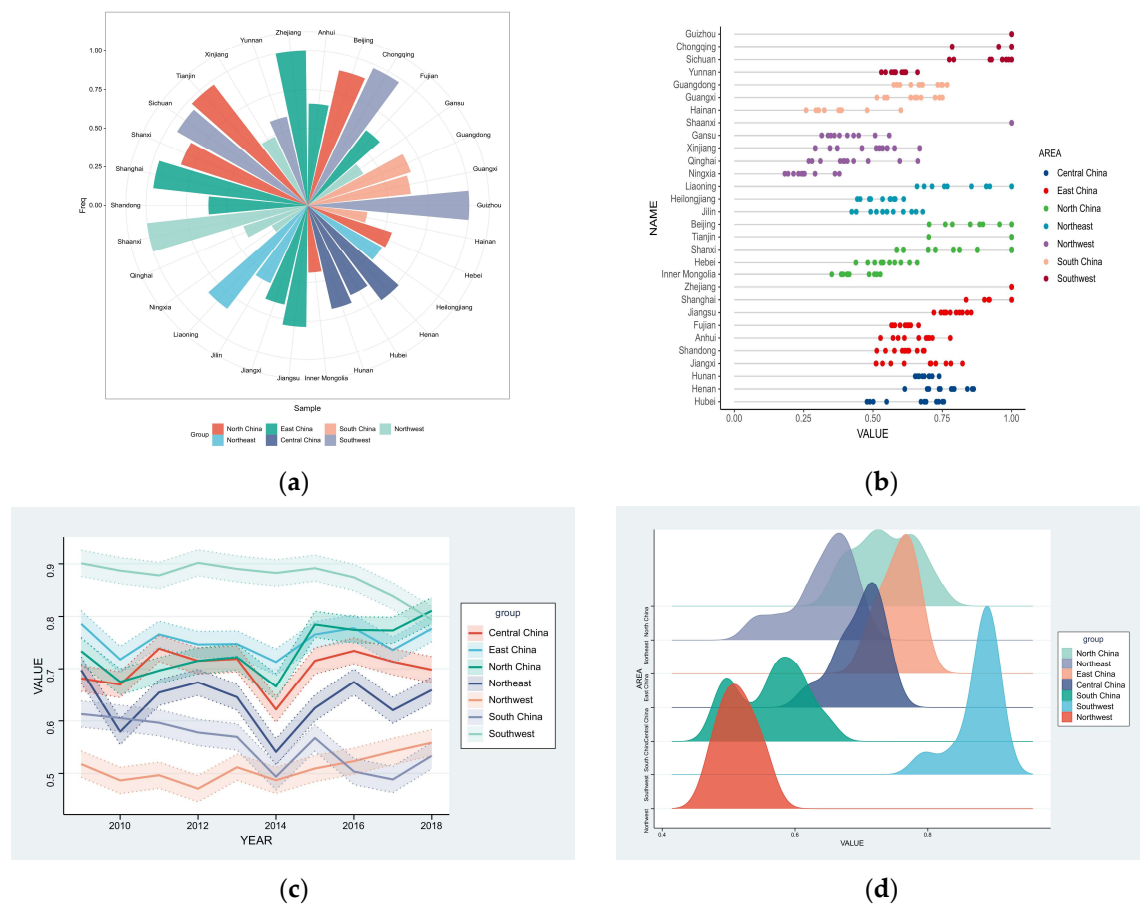 Zhejiang
Anhui
Beijing
Chongqing
Fujian
Gansu
Guangdong
Guangxi
Guizhou
Hainan
Hebei
Heilongjiang
Henan
Hubei
Hunan
Inner Mongolia
Jiangsu
Jiangxi
Jilin
Liaoning
Ningxia
Qinghai
Shaanxi
Shandong
Shanghai
Shanxi
Sichuan
Tianjin
Xinjiang
Yunnan
1.00
0.75
0.50
0.25
0.00
Freq
Sample
Group
North China
East China
South China
Northwest
Northeast
Central China
Southwest
(a)
NAME
Guizhou
Chongqing
Sichuan
Yunnan
Guangdong
Guangxi
Hainan
Shaanxi
Gansu
Xinjiang
Qinghai
Ningxia
Liaoning
Heilongjiang
Jilin
Beijing
Tianjin
Shanxi
Hebei
Inner Mongolia
Zhejiang
Shanghai
Jiangsu
Fujian
Anhui
Shandong
Jiangxi
Hunan
Henan
Hubei
0.00 0.25 0.50 0.75 1.00
VALUE
AREA
Central China
East China
North China
Northeast
Northwest
South China
Southwest
(b)
VALUE
0.9
0.8
0.7
0.6
0.5
2010 2012 2014 2016 2018
YEAR
group
Central China
East China
North China
Northeast
Northwest
South China
Southwest
(c)
AREA
North China
Northeast
East China
Central China
South China
Southwest
Northwest
0.4 0.6 0.8
VALUE
group
North China
Northeast
East China
Central China
South China
Southwest
Northwest
(d)